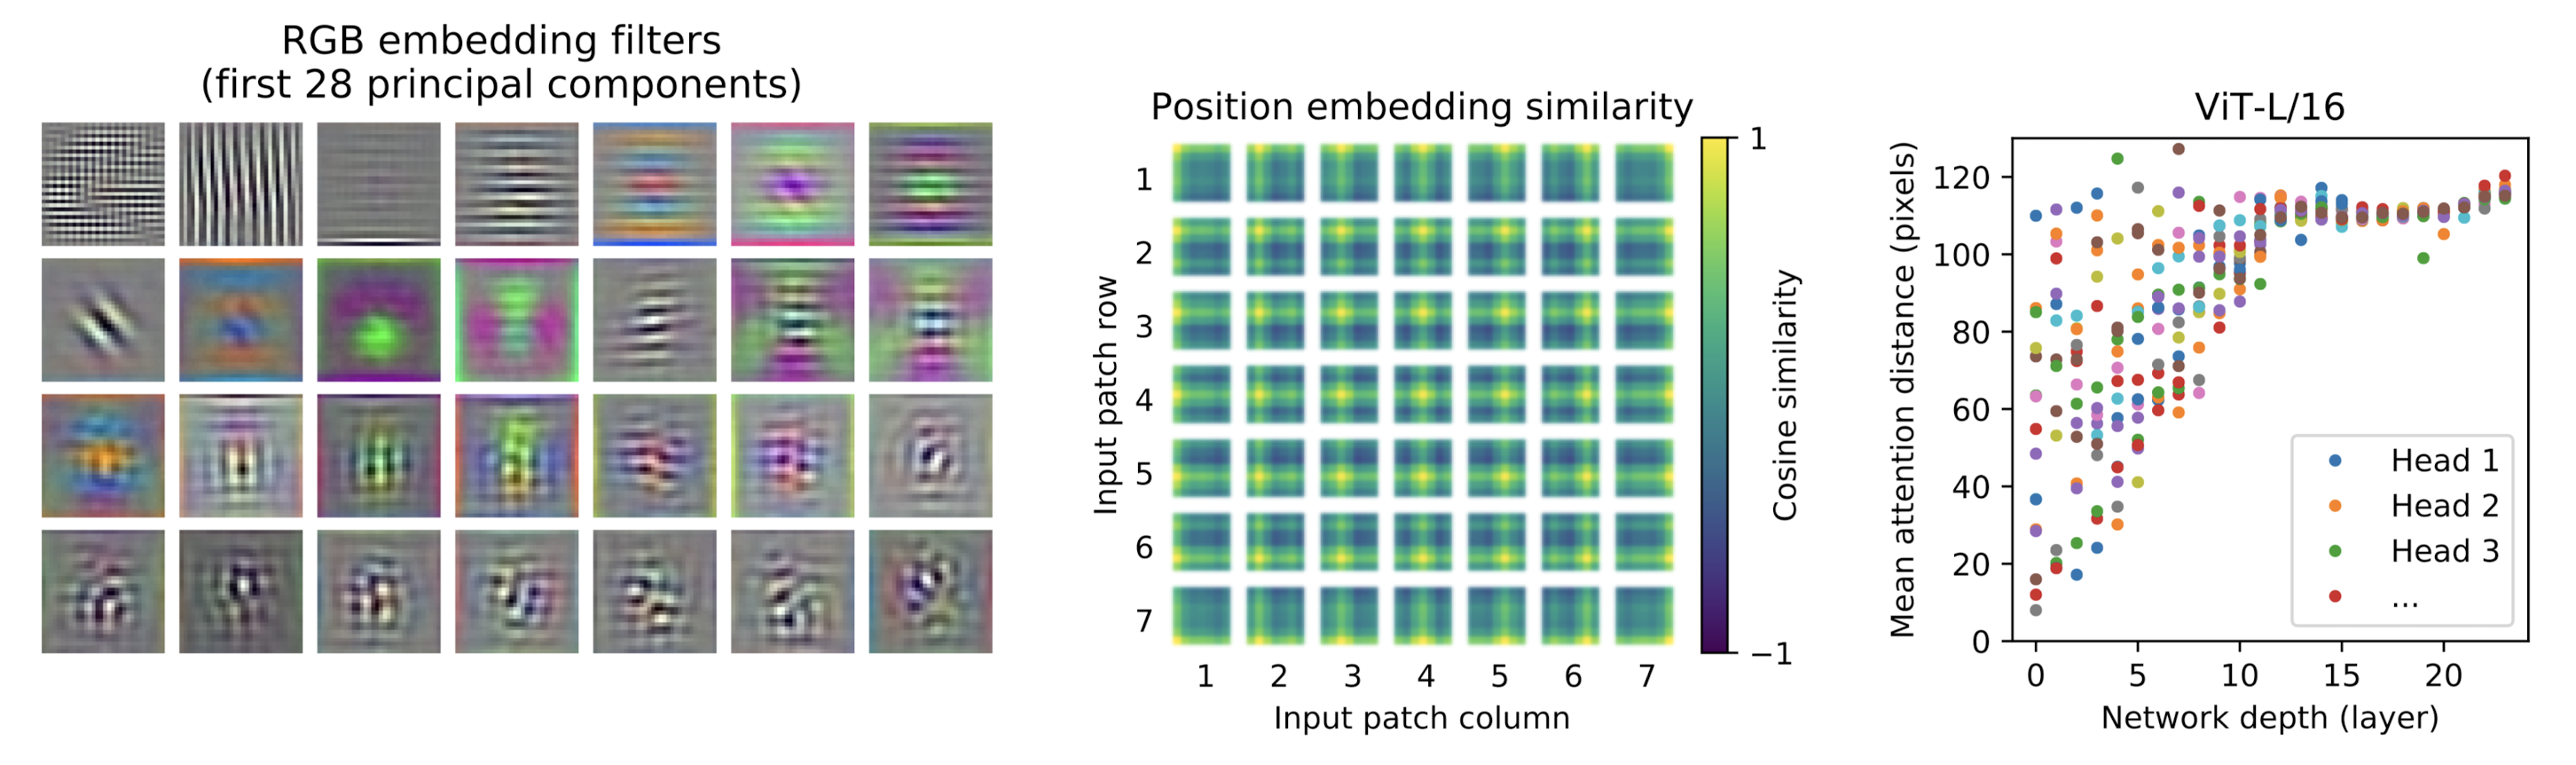 RGB embedding filters
(first 28 principal components)
Position embedding similarity
Input patch row
1
2
3
4
5
6
7
1 2 3 4 5 6 7
Input patch column
1
−1
Cosine similarity
ViT-L/16
Mean attention distance (pixels)
120
100
80
60
40
20
0
0 5 10 15 20
Network depth (layer)
Head 1
Head 2
Head 3
...